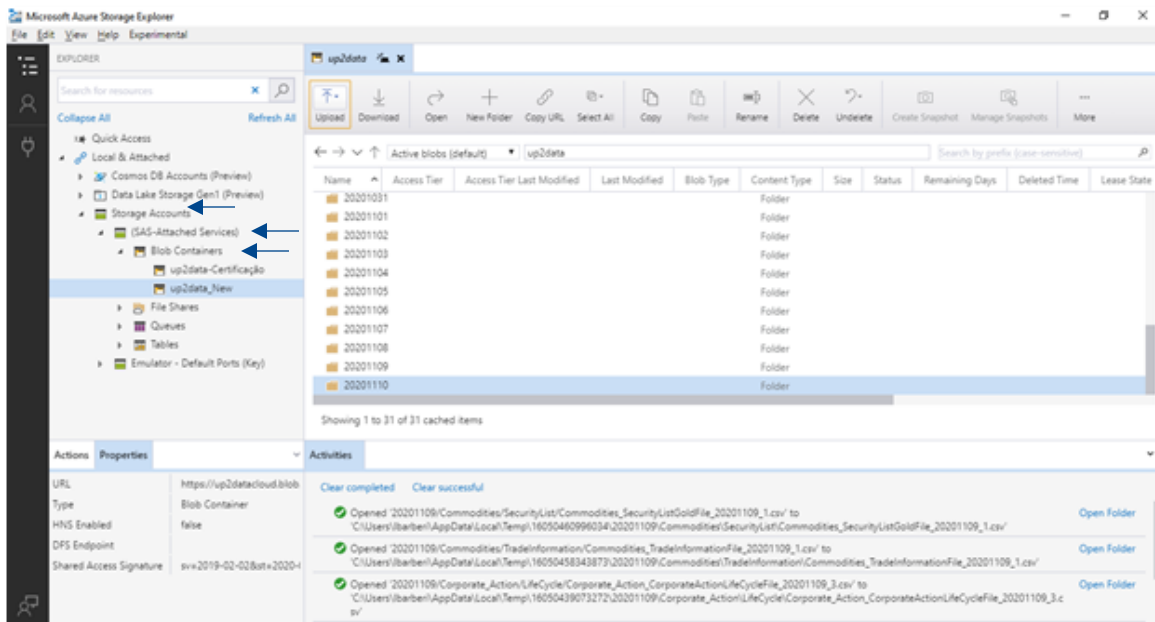 Microsoft Azure Storage Explorer
File Edit View Help Experimental
EXPLORER
Search for resources
Collapse All Refresh All
Quick Access
Local & Attached
Cosmos DB Accounts (Preview)
Data Lake Storage Gen1 (Preview)
Storage Accounts
(SAS-Attached Services)
Blob Containers
up2data-Certificação
up2data_New
File Shares
Queues
Tables
Emulator - Default Ports (Key)
up2data
Upload Download Open New Folder Copy URL Select All Copy Paste Rename Delete Undelete Create Snapshot Manage Snapshots More
Active blobs (default) up2data Search by prefix (case-sensitive)
Name Access Tier Access Tier Last Modified Last Modified Blob Type Content Type Size Status Remaining Days Deleted Time Lease State
20201031 Folder
20201101 Folder
20201102 Folder
20201103 Folder
20201104 Folder
20201105 Folder
20201106 Folder
20201107 Folder
20201108 Folder
20201109 Folder
20201110 Folder
Showing 1 to 31 of 31 cached items
Actions Properties
URL https://up2datacloud.blob
Type Blob Container
HNS Enabled false
DFS Endpoint
Shared Access Signature sv=2019-02-02&st=2020-
Activities
Clear completed Clear successful
Opened '20201109/Commodities/SecurityList/Commodities_SecurityListGoldFile_20201109_1.csv' to Open Folder
'C:\Users\lbarben\AppData\Local\Temp\16050460996034\20201109\Commodities\SecurityList\Commodities_SecurityListGoldFile_20201109_1.csv'
Opened '20201109/Commodities/TradeInformation/Commodities_TradeInformationFile_20201109_1.csv' to Open Folder
'C:\Users\lbarben\AppData\Local\Temp\16050458343873\20201109\Commodities\TradeInformation\Commodities_TradeInformationFile_20201109_1.csv'
Opened '20201109/Corporate_Action/LifeCycle/Corporate_Action_CorporateActionLifeCycleFile_20201109_3.csv' to Open Folder
'C:\Users\lbarben\AppData\Local\Temp\16050439073272\20201109\Corporate_Action\LifeCycle\Corporate_Action_CorporateActionLifeCycleFile_20201109_3.c
sv'